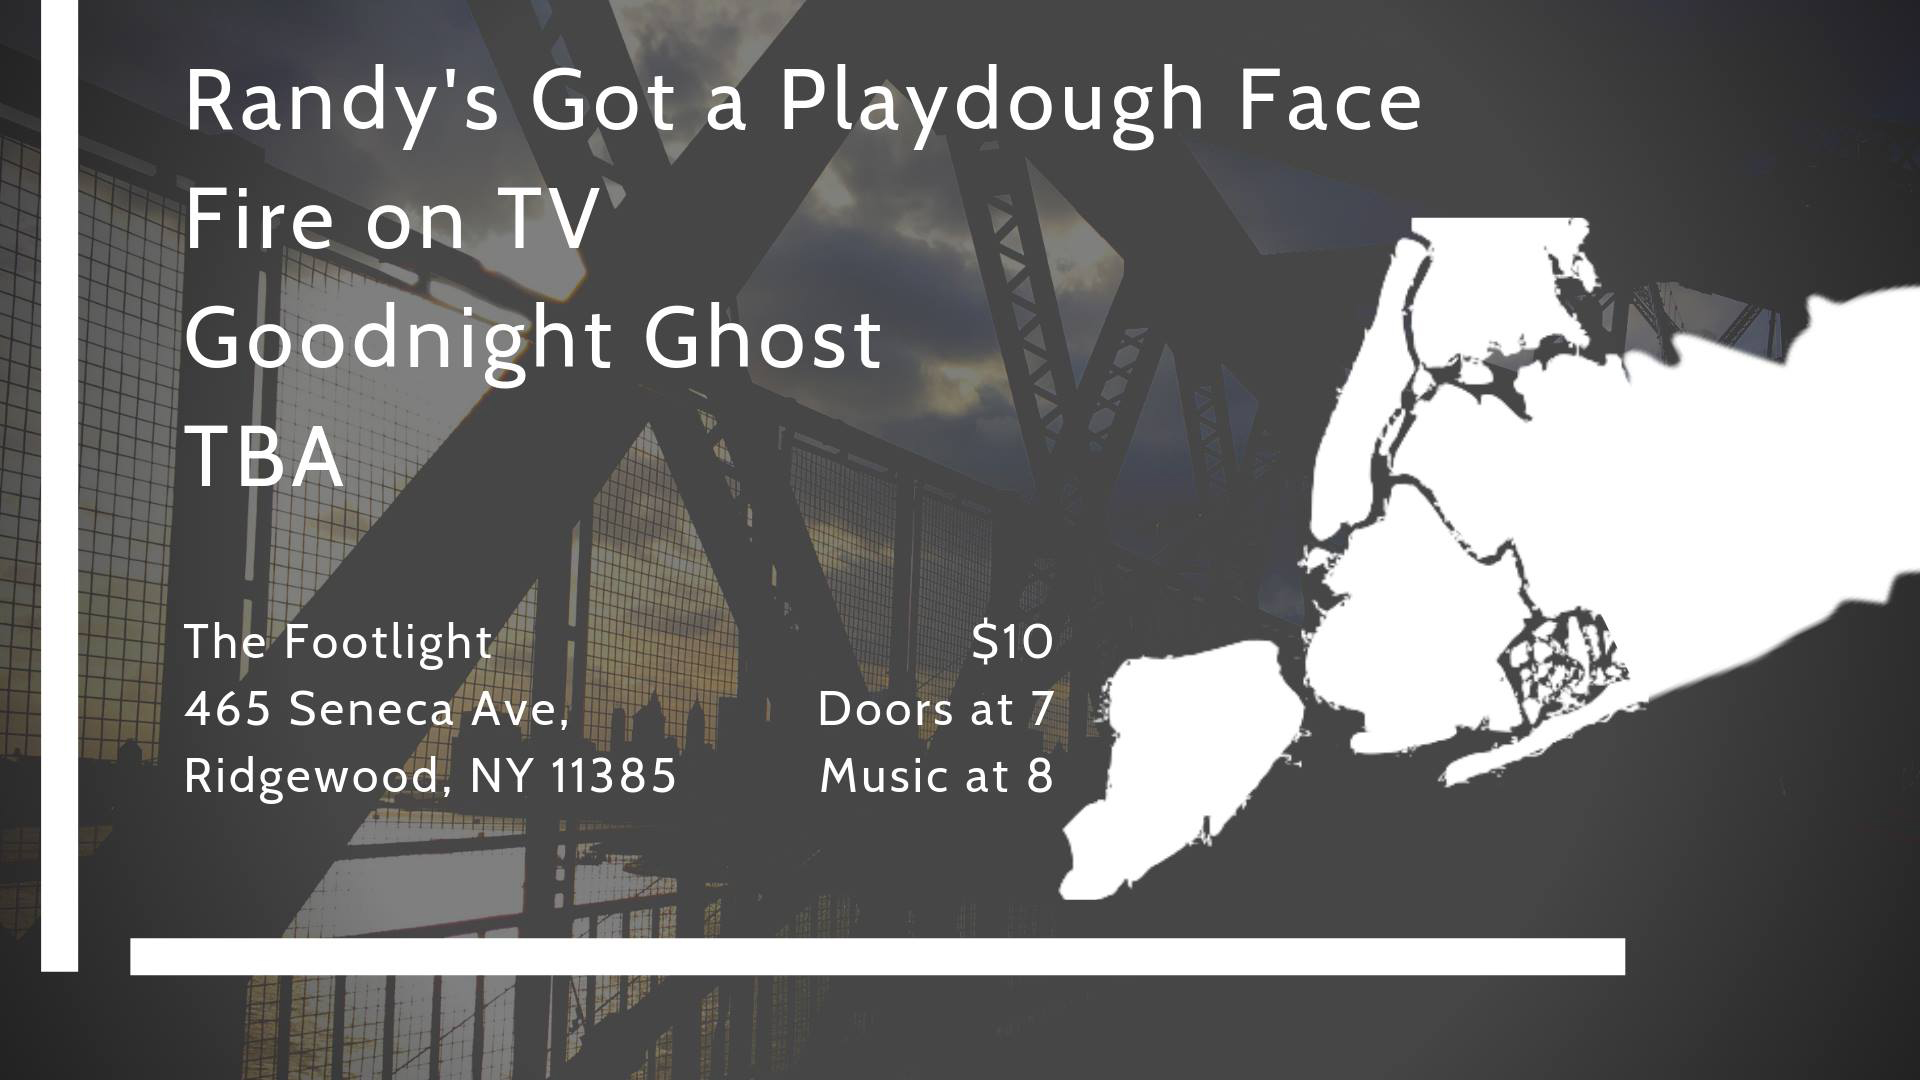 Randy's Got a Playdough Face
Fire on TV
Goodnight Ghost
TBA
The Footlight
465 Seneca Ave,
Ridgewood, NY 11385
$10
Doors at 7
Music at 8